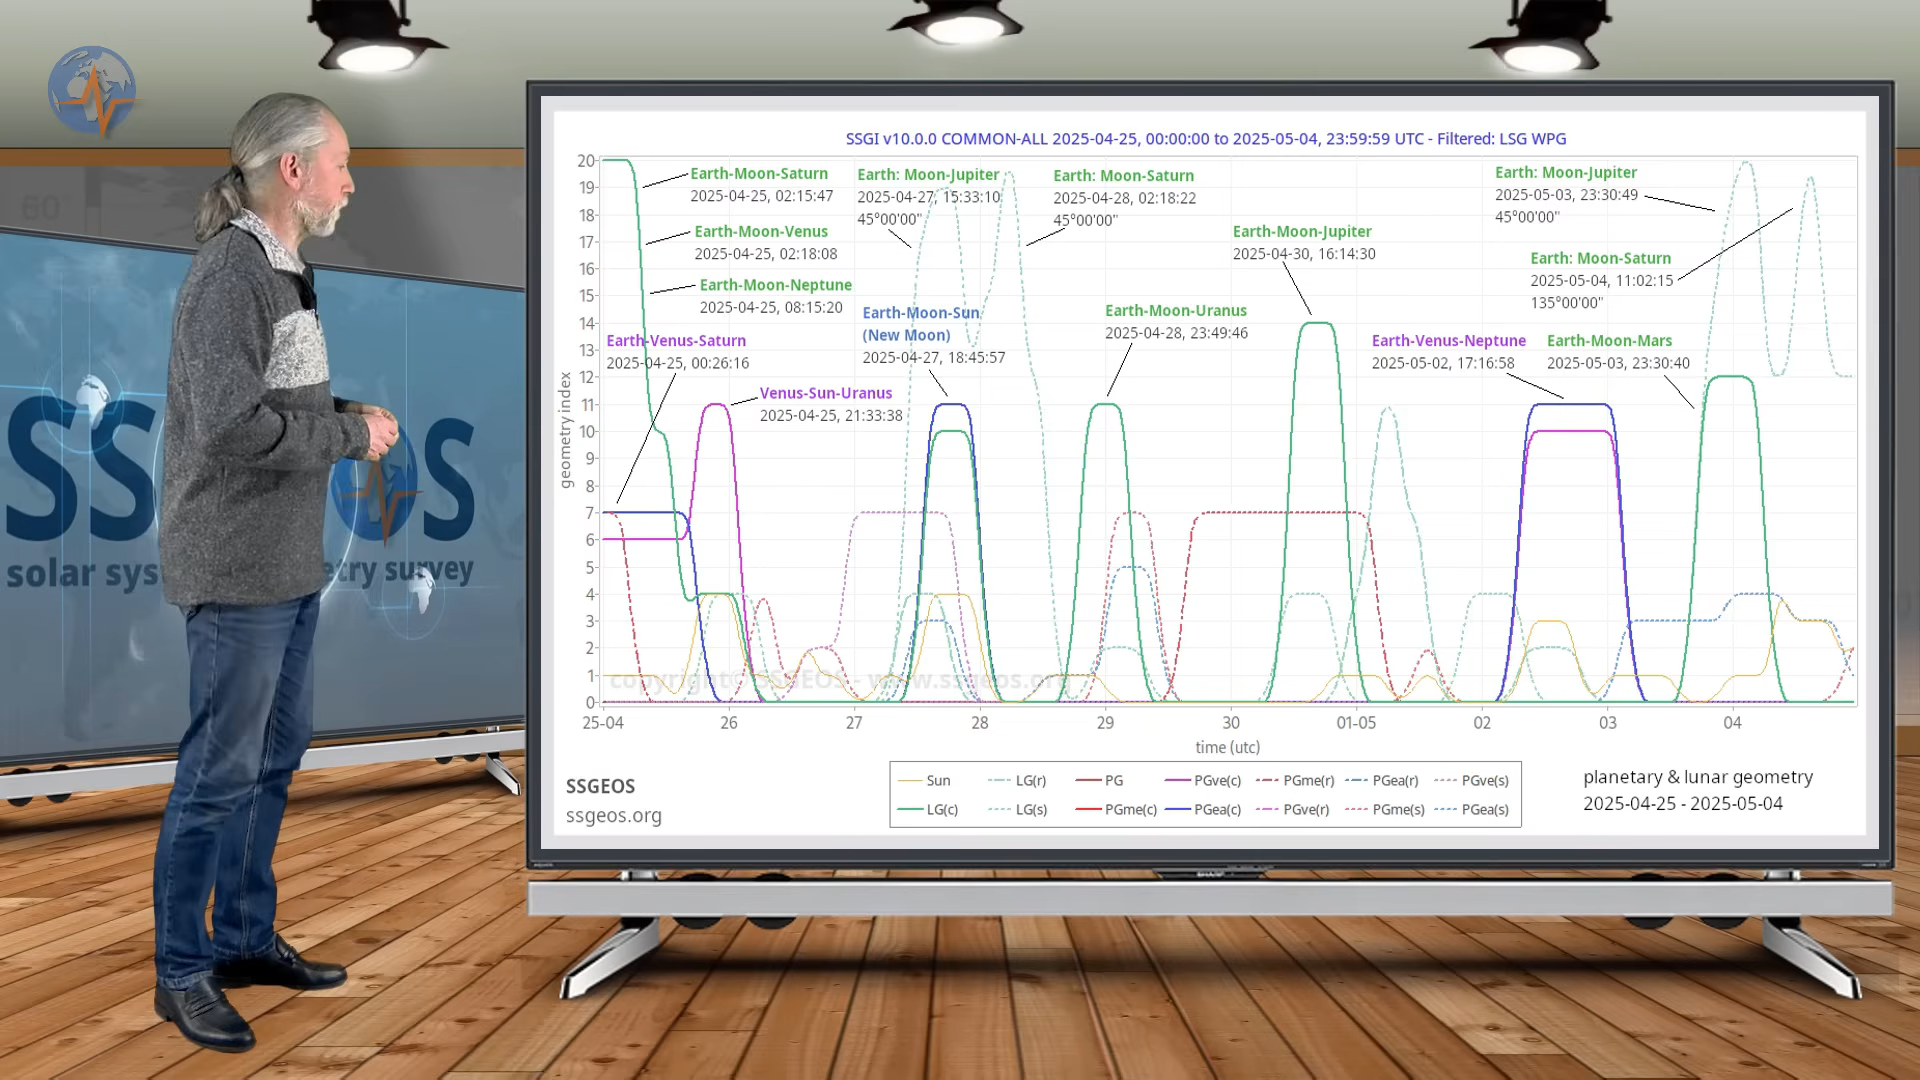 SSGI v10.0.0 COMMON-ALL 2025-04-25, 00:00:00 to 2025-05-04, 23:59:59 UTC - Filtered: LSG WPG
20
19
18
17
16
15
14
13
12
11
10
9
8
7
6
5
4
3
2
1
0
geometry index
Earth-Moon-Saturn
2025-04-25, 02:15:47
Earth-Moon-Venus
2025-04-25, 02:18:08
Earth-Moon-Neptune
2025-04-25, 08:15:20
Earth-Venus-Saturn
2025-04-25, 00:26:16
Venus-Sun-Uranus
2025-04-25, 21:33:38
Earth: Moon-Jupiter
2025-04-27, 15:33:10
45°00'00"
Earth-Moon-Sun
(New Moon)
2025-04-27, 18:45:57
Earth: Moon-Saturn
2025-04-28, 02:18:22
45°00'00"
Earth-Moon-Uranus
2025-04-28, 23:49:46
Earth-Moon-Jupiter
2025-04-30, 16:14:30
Earth-Venus-Neptune
2025-05-02, 17:16:58
Earth: Moon-Jupiter
2025-05-03, 23:30:49
45°00'00"
Earth: Moon-Saturn
2025-05-04, 11:02:15
135°00'00"
Earth-Moon-Mars
2025-05-03, 23:30:40
copyright© SSGEOS - www.ssgeos.org
25-04 26 27 28 29 30 01-05 02 03 04
time (utc)
Sun LG(r) PG PGve(c) PGme(r) PGea(r) PGve(s)
LG(c) LG(s) PGme(c) PGea(c) PGve(r) PGme(s) PGea(s)
SSGEOS
ssgeos.org
planetary & lunar geometry
2025-04-25 - 2025-05-04
60°
SS OS
solar sys etry survey